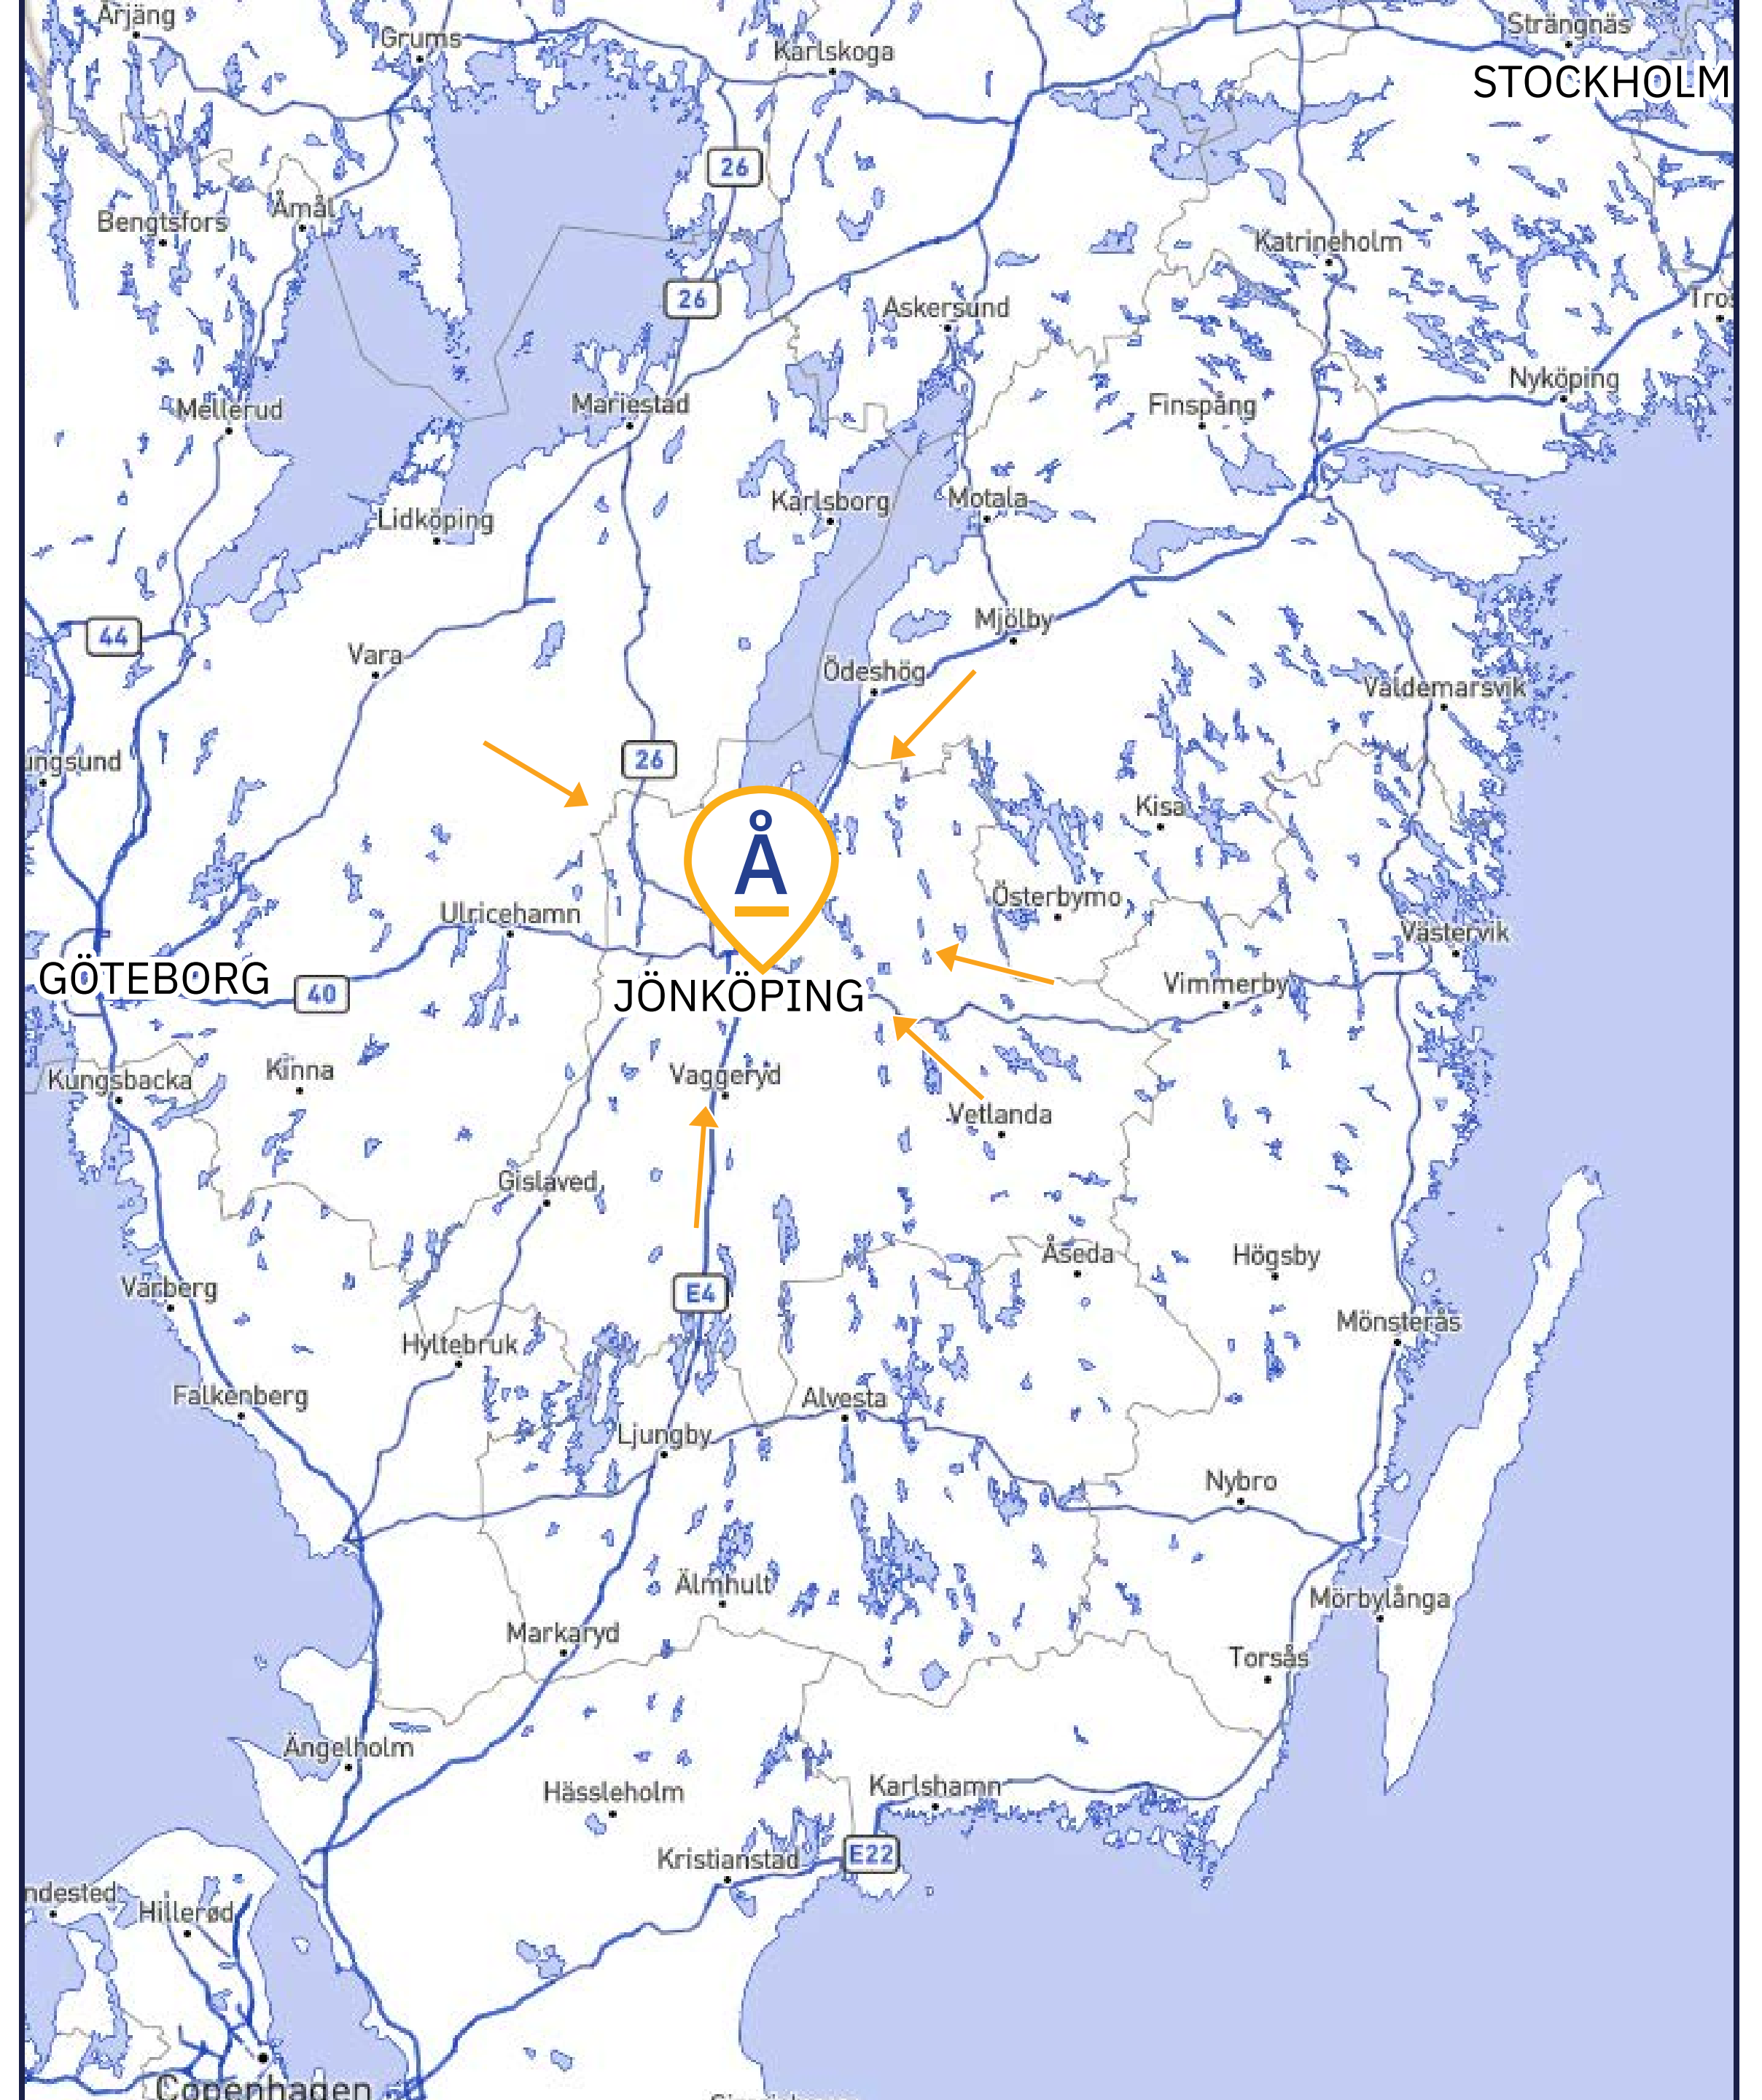 Årjäng
Grums
Karlskoga
Strängnäs
STOCKHOLM
26
Bengtsfors
Åmål
Katrineholm
26
Askersund
Mellerud
Mariestad
Finspång
Nyköping
Lidköping
Karlsborg
Motala
44
Vara
Mjölby
Ödeshög
Valdemarsvik
ungsund
26
Kisa
Å
Ulricehamn
Österbymo
Västervik
GÖTEBORG
40
JÖNKÖPING
Vimmerby
Kungsbacka
Kinna
Vaggeryd
Vetlanda
Gislaved
Varberg
E4
Åseda
Högsby
Hyltebruk
Mönsterås
Falkenberg
Ljungby
Alvesta
Nybro
Älmhult
Mörbylånga
Markaryd
Torsås
Ängelholm
Hässleholm
Karlshamn
Kristianstad
E22
ndested
Hillerød
Copenhagen